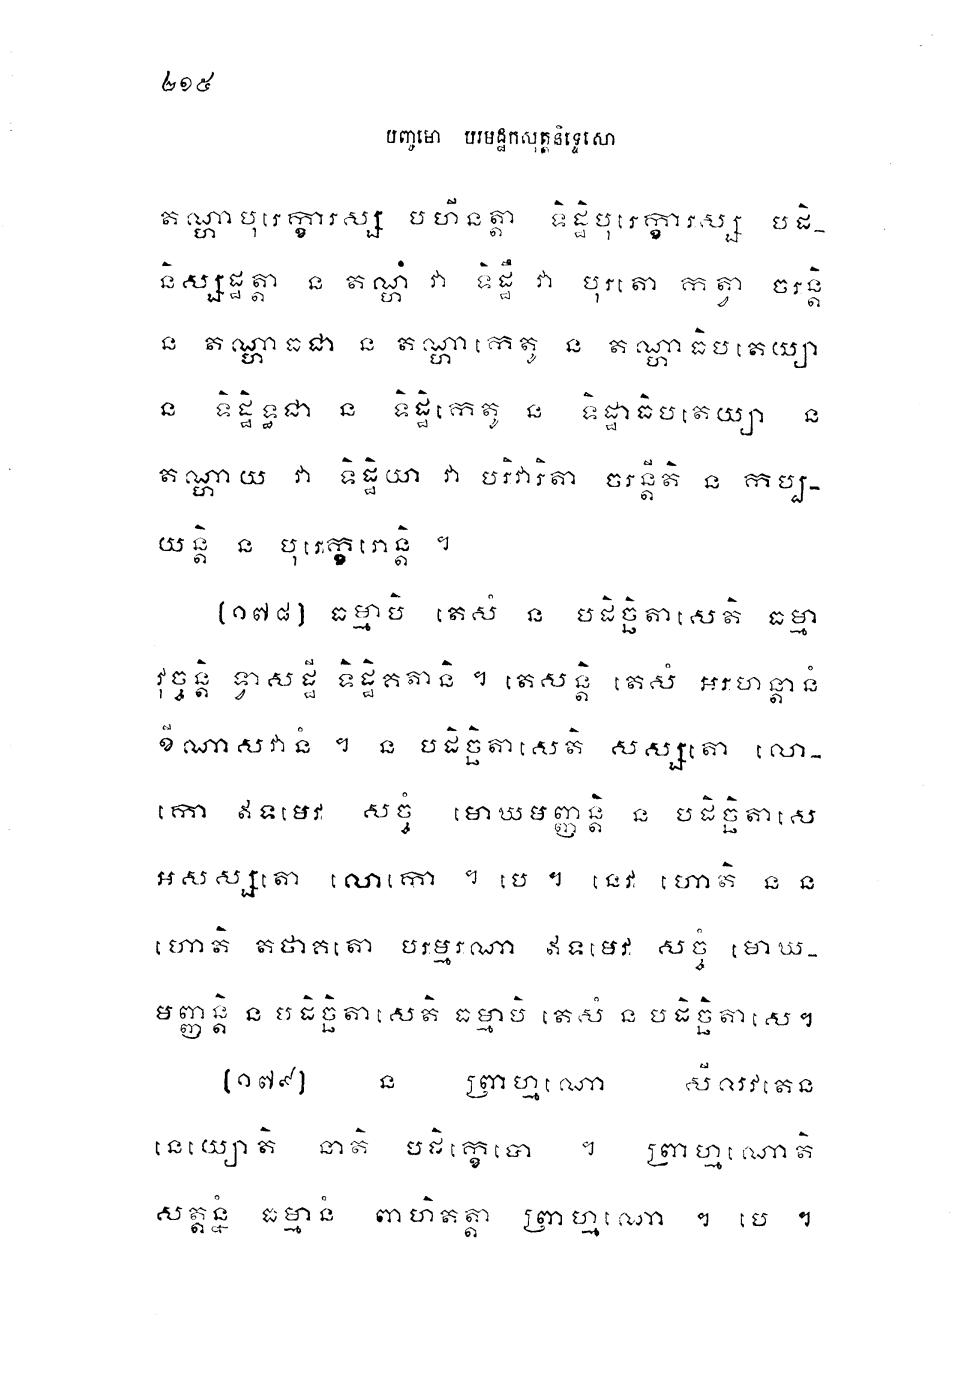 ២១៥
បញ្ចមោ បរមដ្ឋកសុត្តនិទ្ទេសោ
តណ្ហាបុរេក្ខារស្ស បហីនត្តា ទិដ្ឋិបុរេក្ខារស្ស បដិ-
និស្សដ្ឋត្តា ន តណ្ហំ វា ទិដ្ឋឹ វា បុរតោ កត្វា ចរន្តិ
ន តណ្ហាធជា ន តណ្ហាកេតូ ន តណ្ហាធិបតេយ្យា
ន ទិដ្ឋិទ្ធជា ន ទិដ្ឋិកេតូ ន ទិដ្ឋាធិបតេយ្យា ន
តណ្ហាយ វា ទិដ្ឋិយា វា បរិវារិតា ចរន្តីតិ ន កប្ប-
យន្តិ ន បុរេក្ខរោន្តិ ។
(១៧៨) ធម្មាបិ តេសំ ន បដិច្ឆិតាសេតិ ធម្មា
វុច្ចន្តិ ទ្វាសដ្ឋី ទិដ្ឋិគតានិ ។ តេសន្តិ តេសំ អរហន្តានំ
ខីណាសវានំ ។ ន បដិច្ឆិតាសេតិ សស្សតោ លោ-
កោ ឥទមេវ សច្ចំ មោឃមញ្ញន្តិ ន បដិច្ឆិតាសេ
អសស្សតោ លោកោ ។ បេ ។ នេវ ហោតិ ន ន
ហោតិ តថាគតោ បរម្មរណា ឥទមេវ សច្ចំ មោឃ-
មញ្ញន្តិ ន បដិច្ឆិតាសេតិ ធម្មាបិ តេសំ ន បដិច្ឆិតាសេ។
(១៧៩) ន ព្រាហ្មណោ សីលវតេន
នេយ្យោតិ នាតិ បដិក្ខេបោ ។ ព្រាហ្មណោតិ
សត្តន្នំ ធម្មានំ ពាហិតត្តា ព្រាហ្មណោ ។ បេ ។